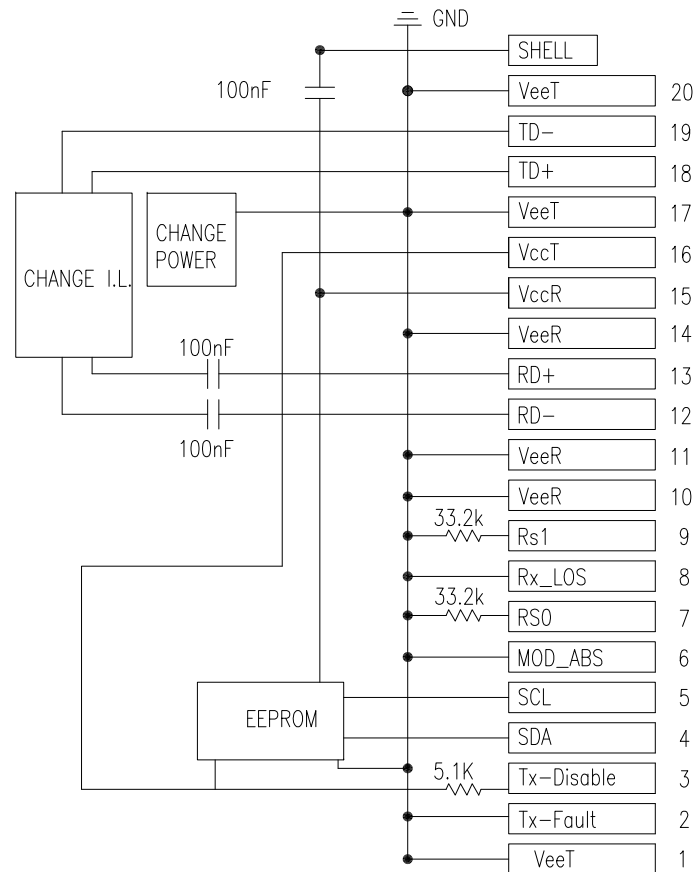 GND
SHELL
100nF
VeeT 20
TD- 19
TD+ 18
VeeT 17
CHANGE
POWER
VccT 16
CHANGE I.L.
VccR 15
VeeR 14
100nF
RD+ 13
RD- 12
100nF
VeeR 11
VeeR 10
33.2k
Rs1 9
Rx_LOS 8
33.2k
RS0 7
MOD_ABS 6
SCL 5
EEPROM
SDA 4
5.1K
Tx-Disable 3
Tx-Fault 2
VeeT 1